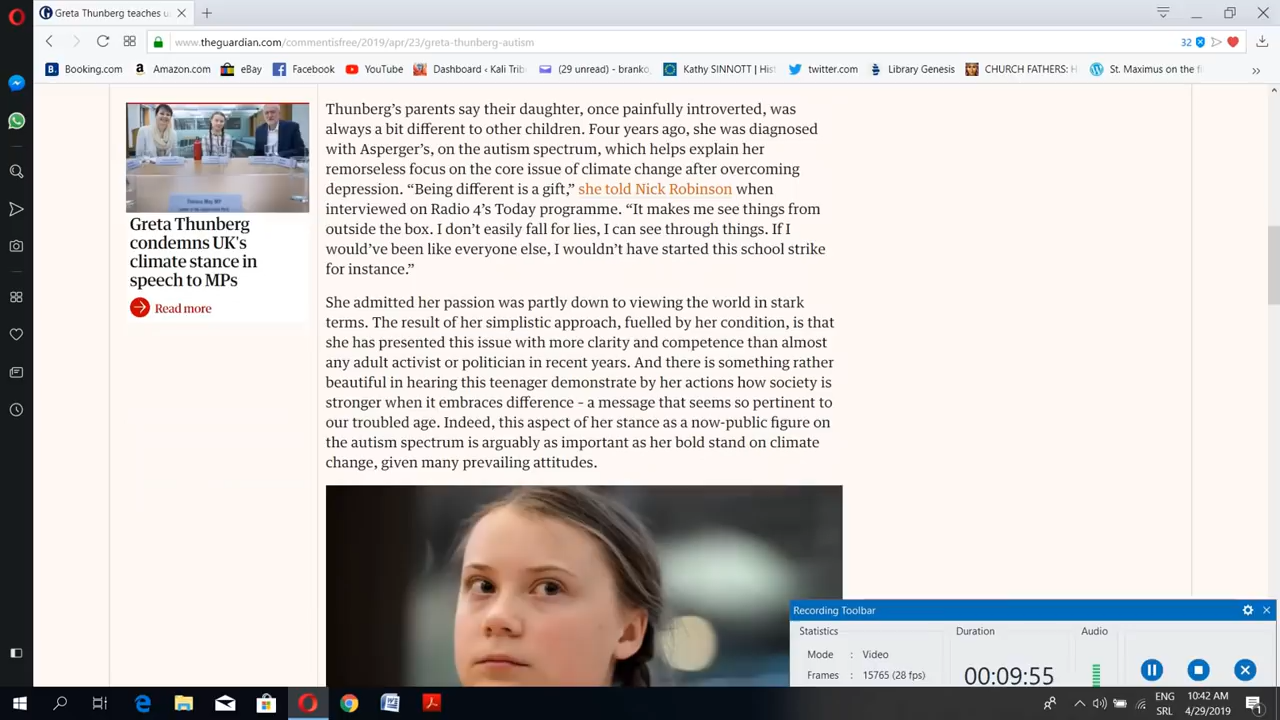 Greta Thunberg teaches u
www.theguardian.com/commentisfree/2019/apr/23/greta-thunberg-autism
32
Booking.com
Amazon.com
eBay
Facebook
YouTube
Dashboard ‹ Kali Trib
(29 unread) - branko_
Kathy SINNOTT | Hist
twitter.com
Library Genesis
CHURCH FATHERS: H
St. Maximus on the f
Thunberg’s parents say their daughter, once painfully introverted, was
always a bit different to other children. Four years ago, she was diagnosed
with Asperger’s, on the autism spectrum, which helps explain her
remorseless focus on the core issue of climate change after overcoming
depression. “Being different is a gift,” she told Nick Robinson when
interviewed on Radio 4’s Today programme. “It makes me see things from
outside the box. I don’t easily fall for lies, I can see through things. If I
would’ve been like everyone else, I wouldn’t have started this school strike
for instance.”
Greta Thunberg
condemns UK’s
climate stance in
speech to MPs
Read more
She admitted her passion was partly down to viewing the world in stark
terms. The result of her simplistic approach, fuelled by her condition, is that
she has presented this issue with more clarity and competence than almost
any adult activist or politician in recent years. And there is something rather
beautiful in hearing this teenager demonstrate by her actions how society is
stronger when it embraces difference – a message that seems so pertinent to
our troubled age. Indeed, this aspect of her stance as a now-public figure on
the autism spectrum is arguably as important as her bold stand on climate
change, given many prevailing attitudes.
Recording Toolbar
Statistics
Duration
Audio
Mode : Video
Frames : 15765 (28 fps)
00:09:55
ENG
SRL
10:42 AM
4/29/2019
1